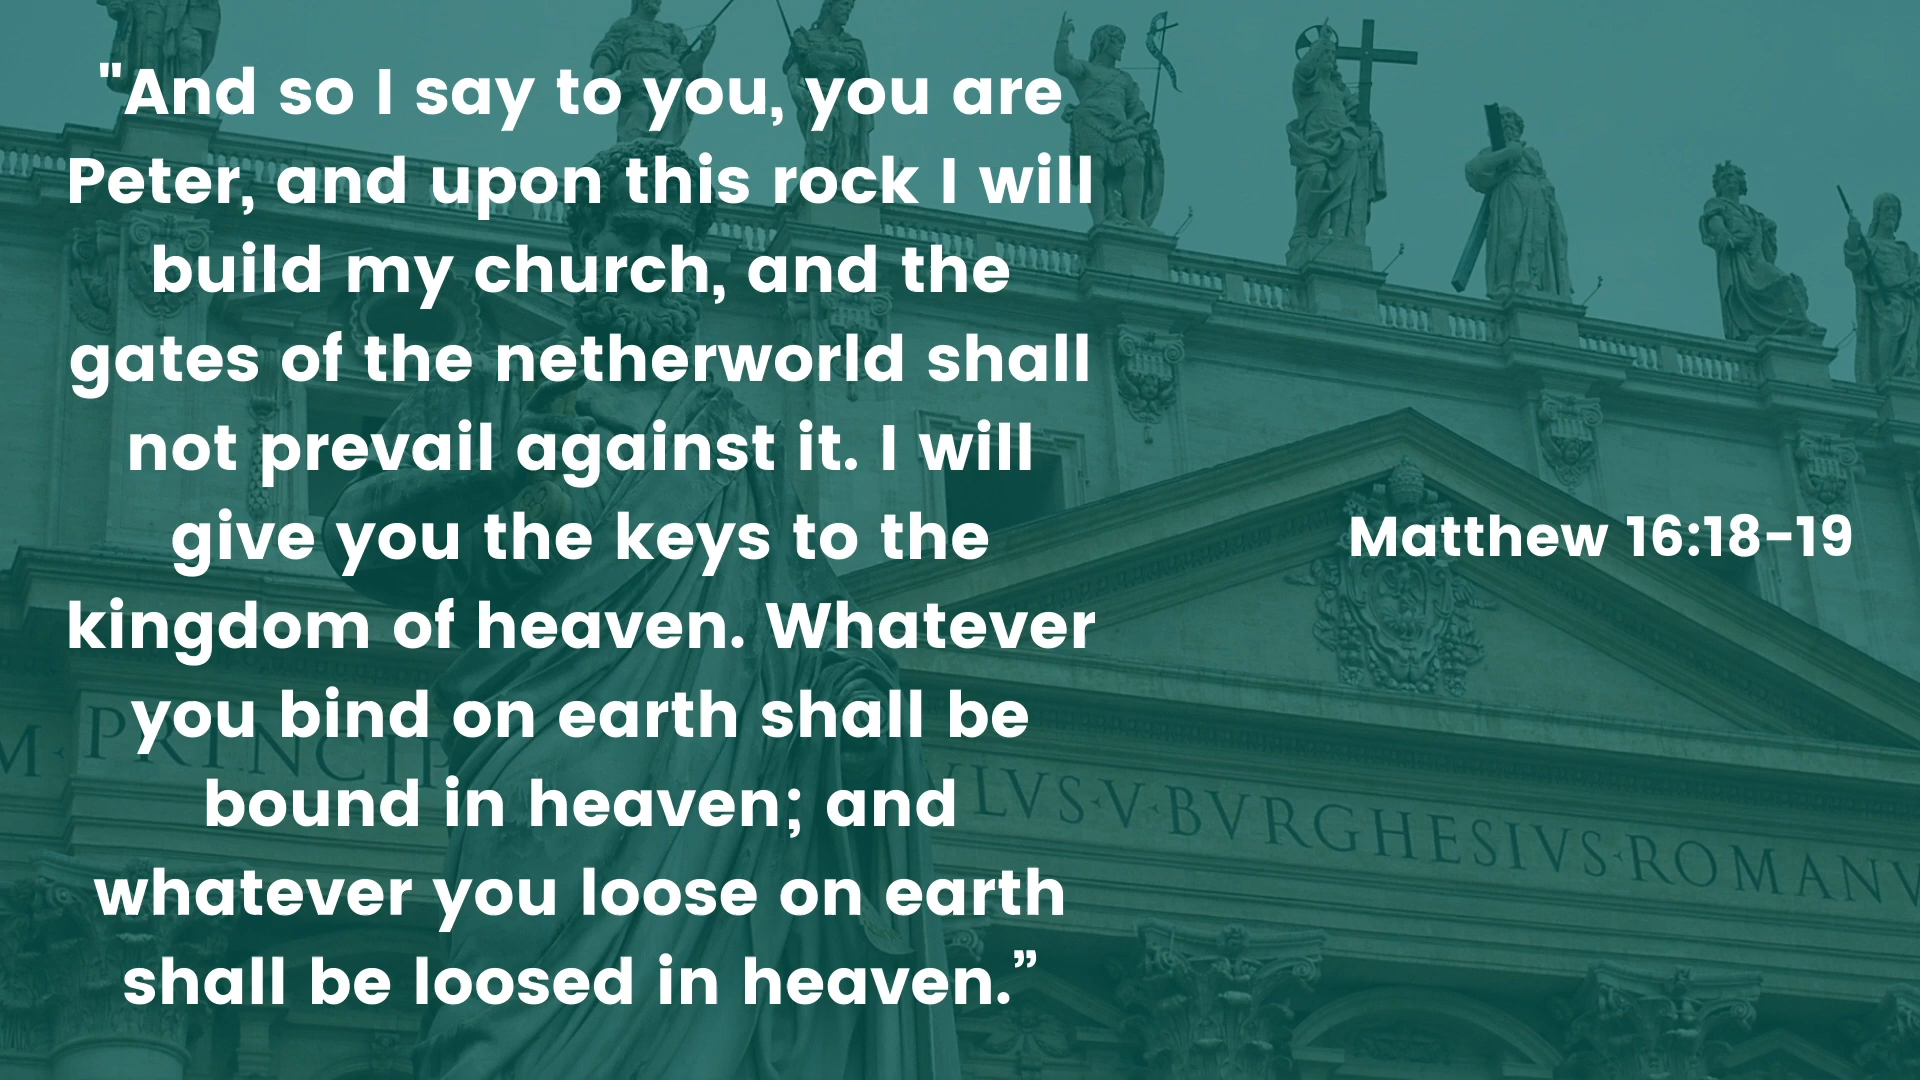 "And so I say to you, you are
Peter, and upon this rock I will
build my church, and the
gates of the netherworld shall
not prevail against it. I will
give you the keys to the
kingdom of heaven. Whatever
you bind on earth shall be
bound in heaven; and
whatever you loose on earth
shall be loosed in heaven.”
Matthew 16:18-19
M · PRINCIP
LVS · V · BVRGHESIVS · ROMANV